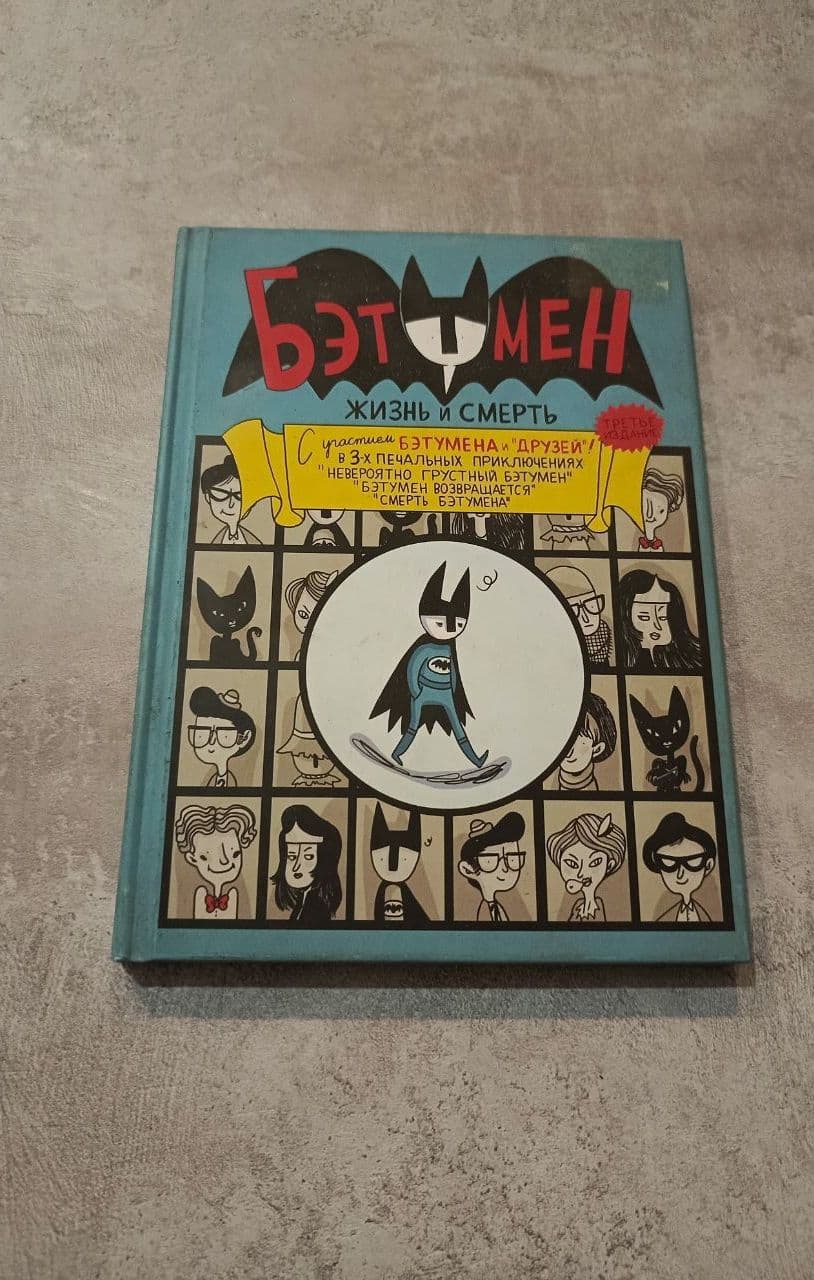 БЭТУМЕН
ЖИЗНЬ и СМЕРТЬ
ТРЕТЬЕ
ИЗДАНИЕ
С участием БЭТУМЕНА и "ДРУЗЕЙ"!
в 3-х ПЕЧАЛЬНЫХ ПРИКЛЮЧЕНИЯХ
"НЕВЕРОЯТНО ГРУСТНЫЙ БЭТУМЕН"
"БЭТУМЕН ВОЗВРАЩАЕТСЯ"
"СМЕРТЬ БЭТУМЕНА"